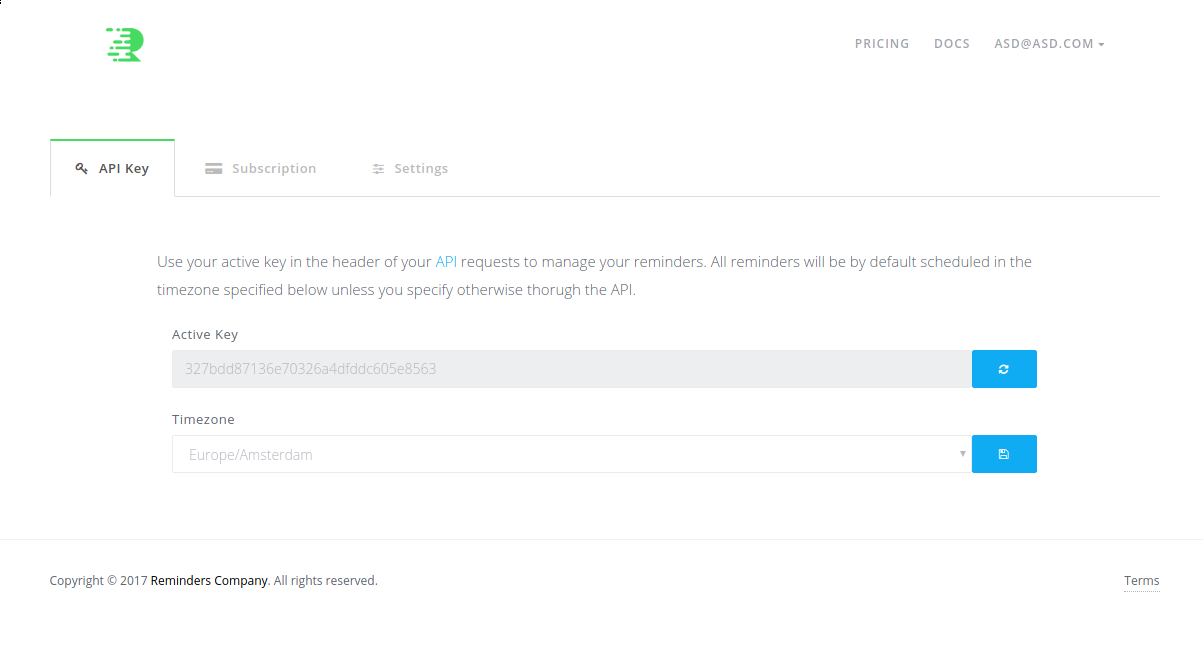 PRICING DOCS ASD@ASD.COM
API Key Subscription Settings
Use your active key in the header of your API requests to manage your reminders. All reminders will be by default scheduled in the
timezone specified below unless you specify otherwise thorugh the API.
Active Key
327bdd87136e70326a4dfddc605e8563
Timezone
Europe/Amsterdam
Copyright © 2017 Reminders Company. All rights reserved. Terms